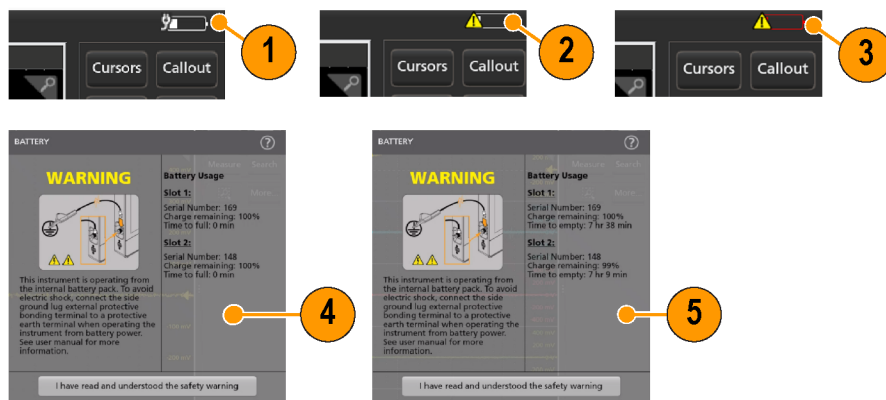 1
2
3
Cursors
Callout
Cursors
Callout
Cursors
Callout
BATTERY
?
WARNING
This instrument is operating from
the internal battery pack. To avoid
electric shock, connect the side
ground lug external protective
bonding terminal to a protective
earth terminal when operating the
instrument from battery power.
See user manual for more
information.
Measure
Search
Battery Usage
Slot 1:
More...
Serial Number: 169
Charge remaining: 100%
Time to full: 0 min
Slot 2:
Serial Number: 148
Charge remaining: 100%
Time to full: 0 min
4
I have read and understood the safety warning
BATTERY
?
WARNING
This instrument is operating from
the internal battery pack. To avoid
electric shock, connect the side
ground lug external protective
bonding terminal to a protective
earth terminal when operating the
instrument from battery power.
See user manual for more
information.
Measure
Search
Battery Usage
Slot 1:
More...
Serial Number: 169
Charge remaining: 100%
Time to empty: 7 hr 38 min
Slot 2:
Serial Number: 148
Charge remaining: 99%
Time to empty: 7 hr 9 min
5
I have read and understood the safety warning